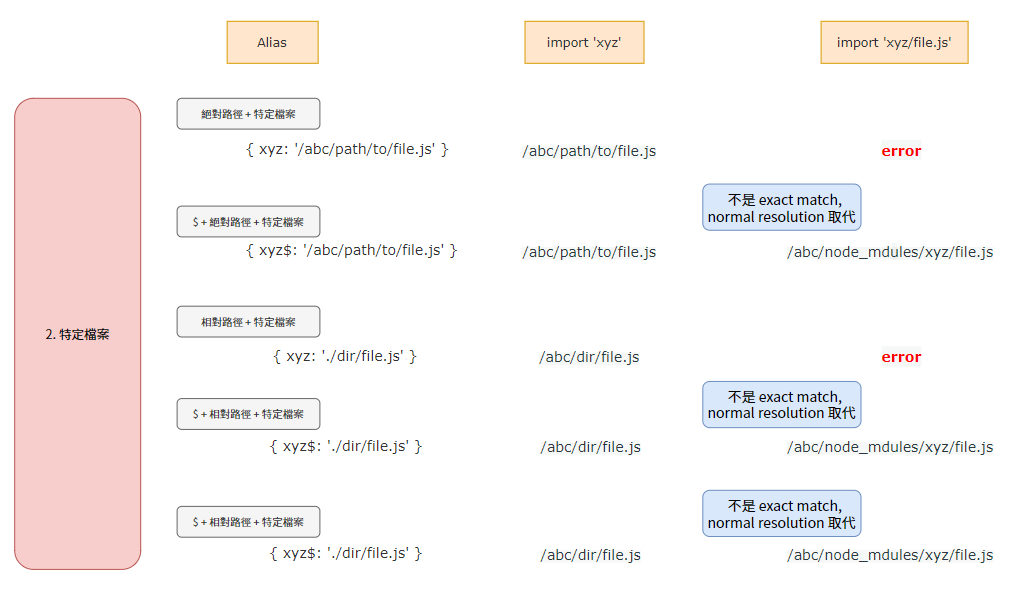 Alias
import 'xyz'
import 'xyz/file.js'
2. 特定檔案
絕對路徑 + 特定檔案
{ xyz: '/abc/path/to/file.js' }
/abc/path/to/file.js
error
$ + 絕對路徑 + 特定檔案
不是 exact match,
normal resolution 取代
{ xyz$: '/abc/path/to/file.js' }
/abc/path/to/file.js
/abc/node_mdules/xyz/file.js
相對路徑 + 特定檔案
{ xyz: './dir/file.js' }
/abc/dir/file.js
error
$ + 相對路徑 + 特定檔案
不是 exact match,
normal resolution 取代
{ xyz$: './dir/file.js' }
/abc/dir/file.js
/abc/node_mdules/xyz/file.js
$ + 相對路徑 + 特定檔案
不是 exact match,
normal resolution 取代
{ xyz$: './dir/file.js' }
/abc/dir/file.js
/abc/node_mdules/xyz/file.js